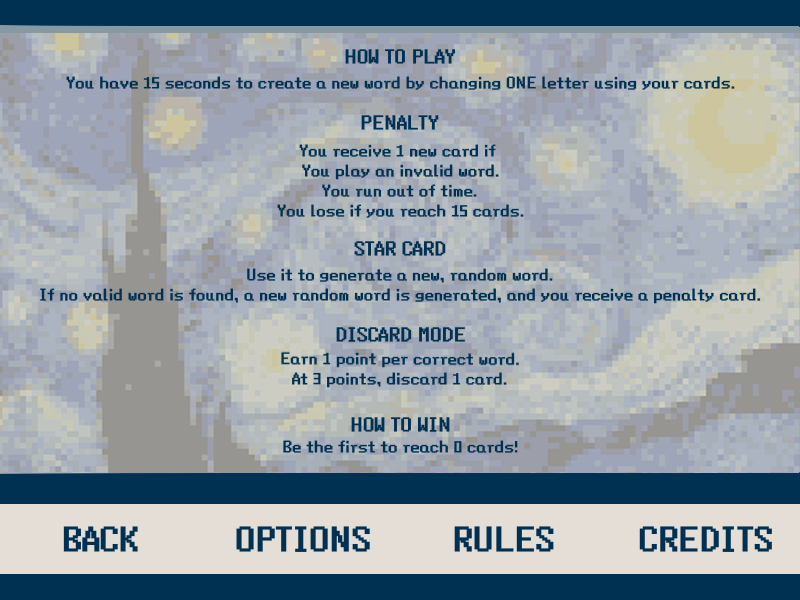 HOW TO PLAY
You have 15 seconds to create a new word by changing ONE letter using your cards.
PENALTY
You receive 1 new card if
You play an invalid word.
You run out of time.
You lose if you reach 15 cards.
STAR CARD
Use it to generate a new, random word.
If no valid word is found, a new random word is generated, and you receive a penalty card.
DISCARD MODE
Earn 1 point per correct word.
At 3 points, discard 1 card.
HOW TO WIN
Be the first to reach 0 cards!
BACK OPTIONS RULES CREDITS